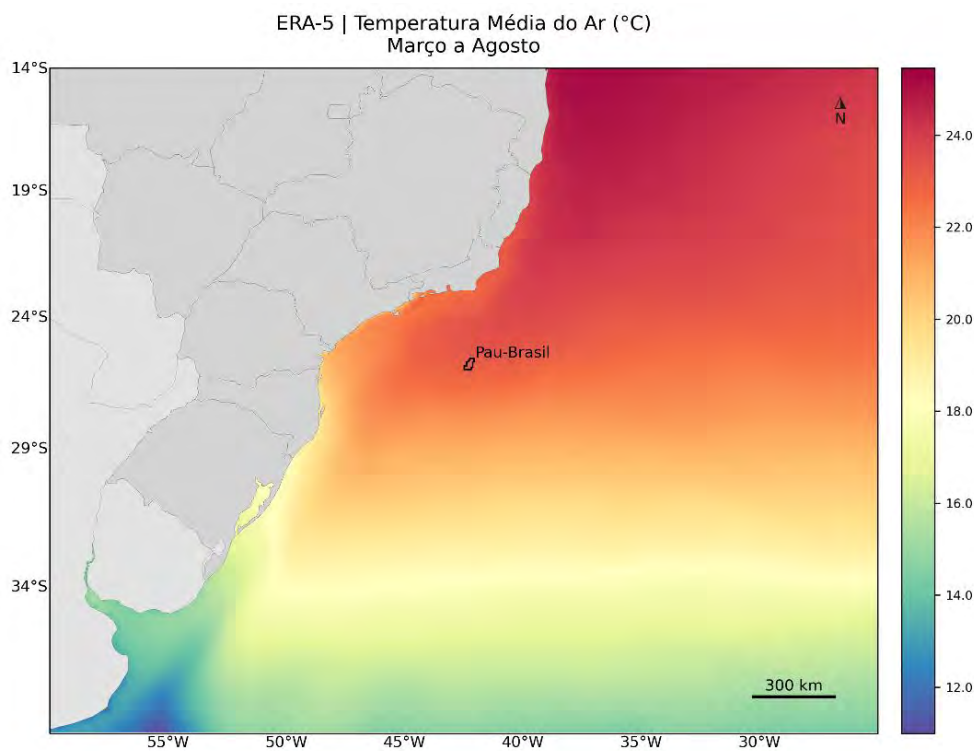 ERA-5 | Temperatura Média do Ar (°C)
Março a Agosto
14°S
19°S
24°S
29°S
34°S
N
Pau-Brasil
300 km
55°W
50°W
45°W
40°W
35°W
30°W
24.0
22.0
20.0
18.0
16.0
14.0
12.0